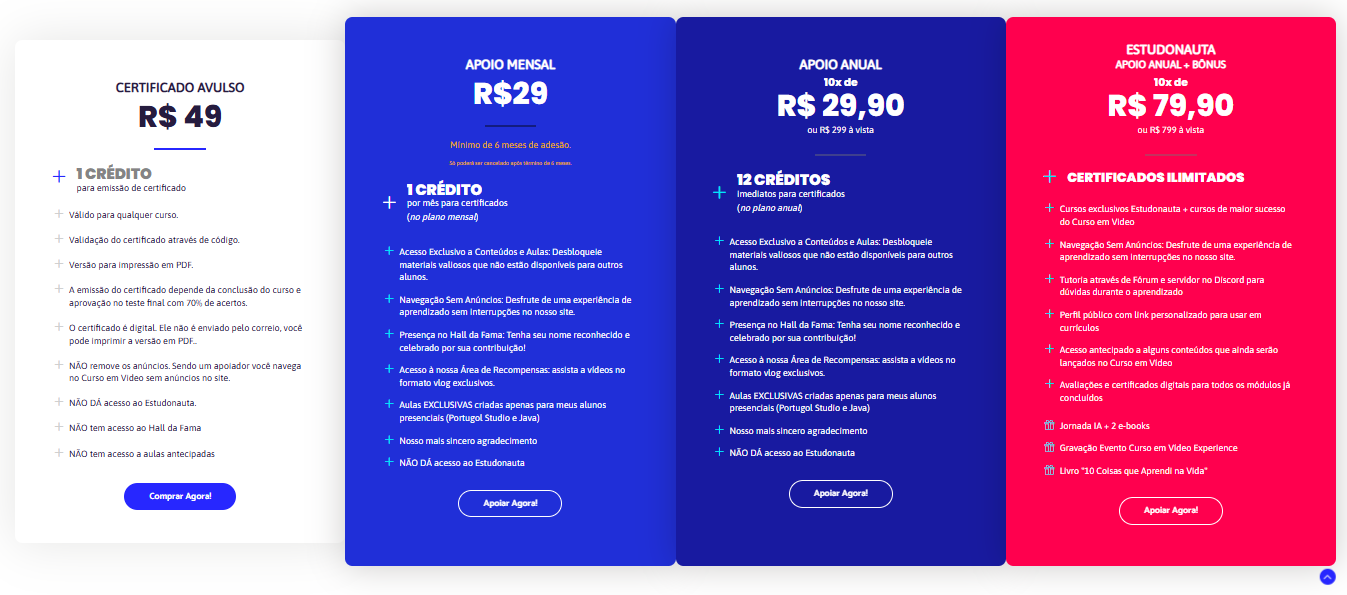 CERTIFICADO AVULSO
R$ 49
1 CRÉDITO
para emissão de certificado
Válido para qualquer curso.
Validação do certificado através de código.
Versão para impressão em PDF.
A emissão do certificado depende da conclusão do curso e
aprovação no teste final com 70% de acertos.
O certificado é digital. Ele não é enviado pelo correio, você
pode imprimir a versão em PDF..
NÃO remove os anúncios. Sendo um apoiador você navega
no Curso em Vídeo sem anúncios no site.
NÃO DÁ acesso ao Estudonauta.
NÃO tem acesso ao Hall da Fama
NÃO tem acesso a aulas antecipadas
Comprar Agora!
APOIO MENSAL
R$29
Mínimo de 6 meses de adesão.
Só poderá ser cancelado após término de 6 meses.
1 CRÉDITO
por mês para certificados
(no plano mensal)
Acesso Exclusivo a Conteúdos e Aulas: Desbloqueie
materiais valiosos que não estão disponíveis para outros
alunos.
Navegação Sem Anúncios: Desfrute de uma experiência de
aprendizado sem interrupções no nosso site.
Presença no Hall da Fama: Tenha seu nome reconhecido e
celebrado por sua contribuição!
Acesso à nossa Área de Recompensas: assista a vídeos no
formato vlog exclusivos.
Aulas EXCLUSIVAS criadas apenas para meus alunos
presenciais (Portugol Studio e Java)
Nosso mais sincero agradecimento
NÃO DÁ acesso ao Estudonauta
Apoiar Agora!
APOIO ANUAL
10x de
R$ 29,90
ou R$ 299 à vista
12 CRÉDITOS
imediatos para certificados
(no plano anual)
Acesso Exclusivo a Conteúdos e Aulas: Desbloqueie
materiais valiosos que não estão disponíveis para outros
alunos.
Navegação Sem Anúncios: Desfrute de uma experiência de
aprendizado sem interrupções no nosso site.
Presença no Hall da Fama: Tenha seu nome reconhecido e
celebrado por sua contribuição!
Acesso à nossa Área de Recompensas: assista a vídeos no
formato vlog exclusivos.
Aulas EXCLUSIVAS criadas apenas para meus alunos
presenciais (Portugol Studio e Java)
Nosso mais sincero agradecimento
NÃO DÁ acesso ao Estudonauta
Apoiar Agora!
ESTUDONAUTA
APOIO ANUAL + BÔNUS
10x de
R$ 79,90
ou R$ 799 à vista
CERTIFICADOS ILIMITADOS
Cursos exclusivos Estudonauta + cursos de maior sucesso
do Curso em Vídeo
Navegação Sem Anúncios: Desfrute de uma experiência de
aprendizado sem interrupções no nosso site.
Tutoria através de Fórum e servidor no Discord para
dúvidas durante o aprendizado
Perfil público com link personalizado para usar em
currículos
Acesso antecipado a alguns conteúdos que ainda serão
lançados no Curso em Vídeo
Avaliações e certificados digitais para todos os módulos já
concluídos
Jornada IA + 2 e-books
Gravação Evento Curso em Vídeo Experience
Livro "10 Coisas que Aprendi na Vida"
Apoiar Agora!